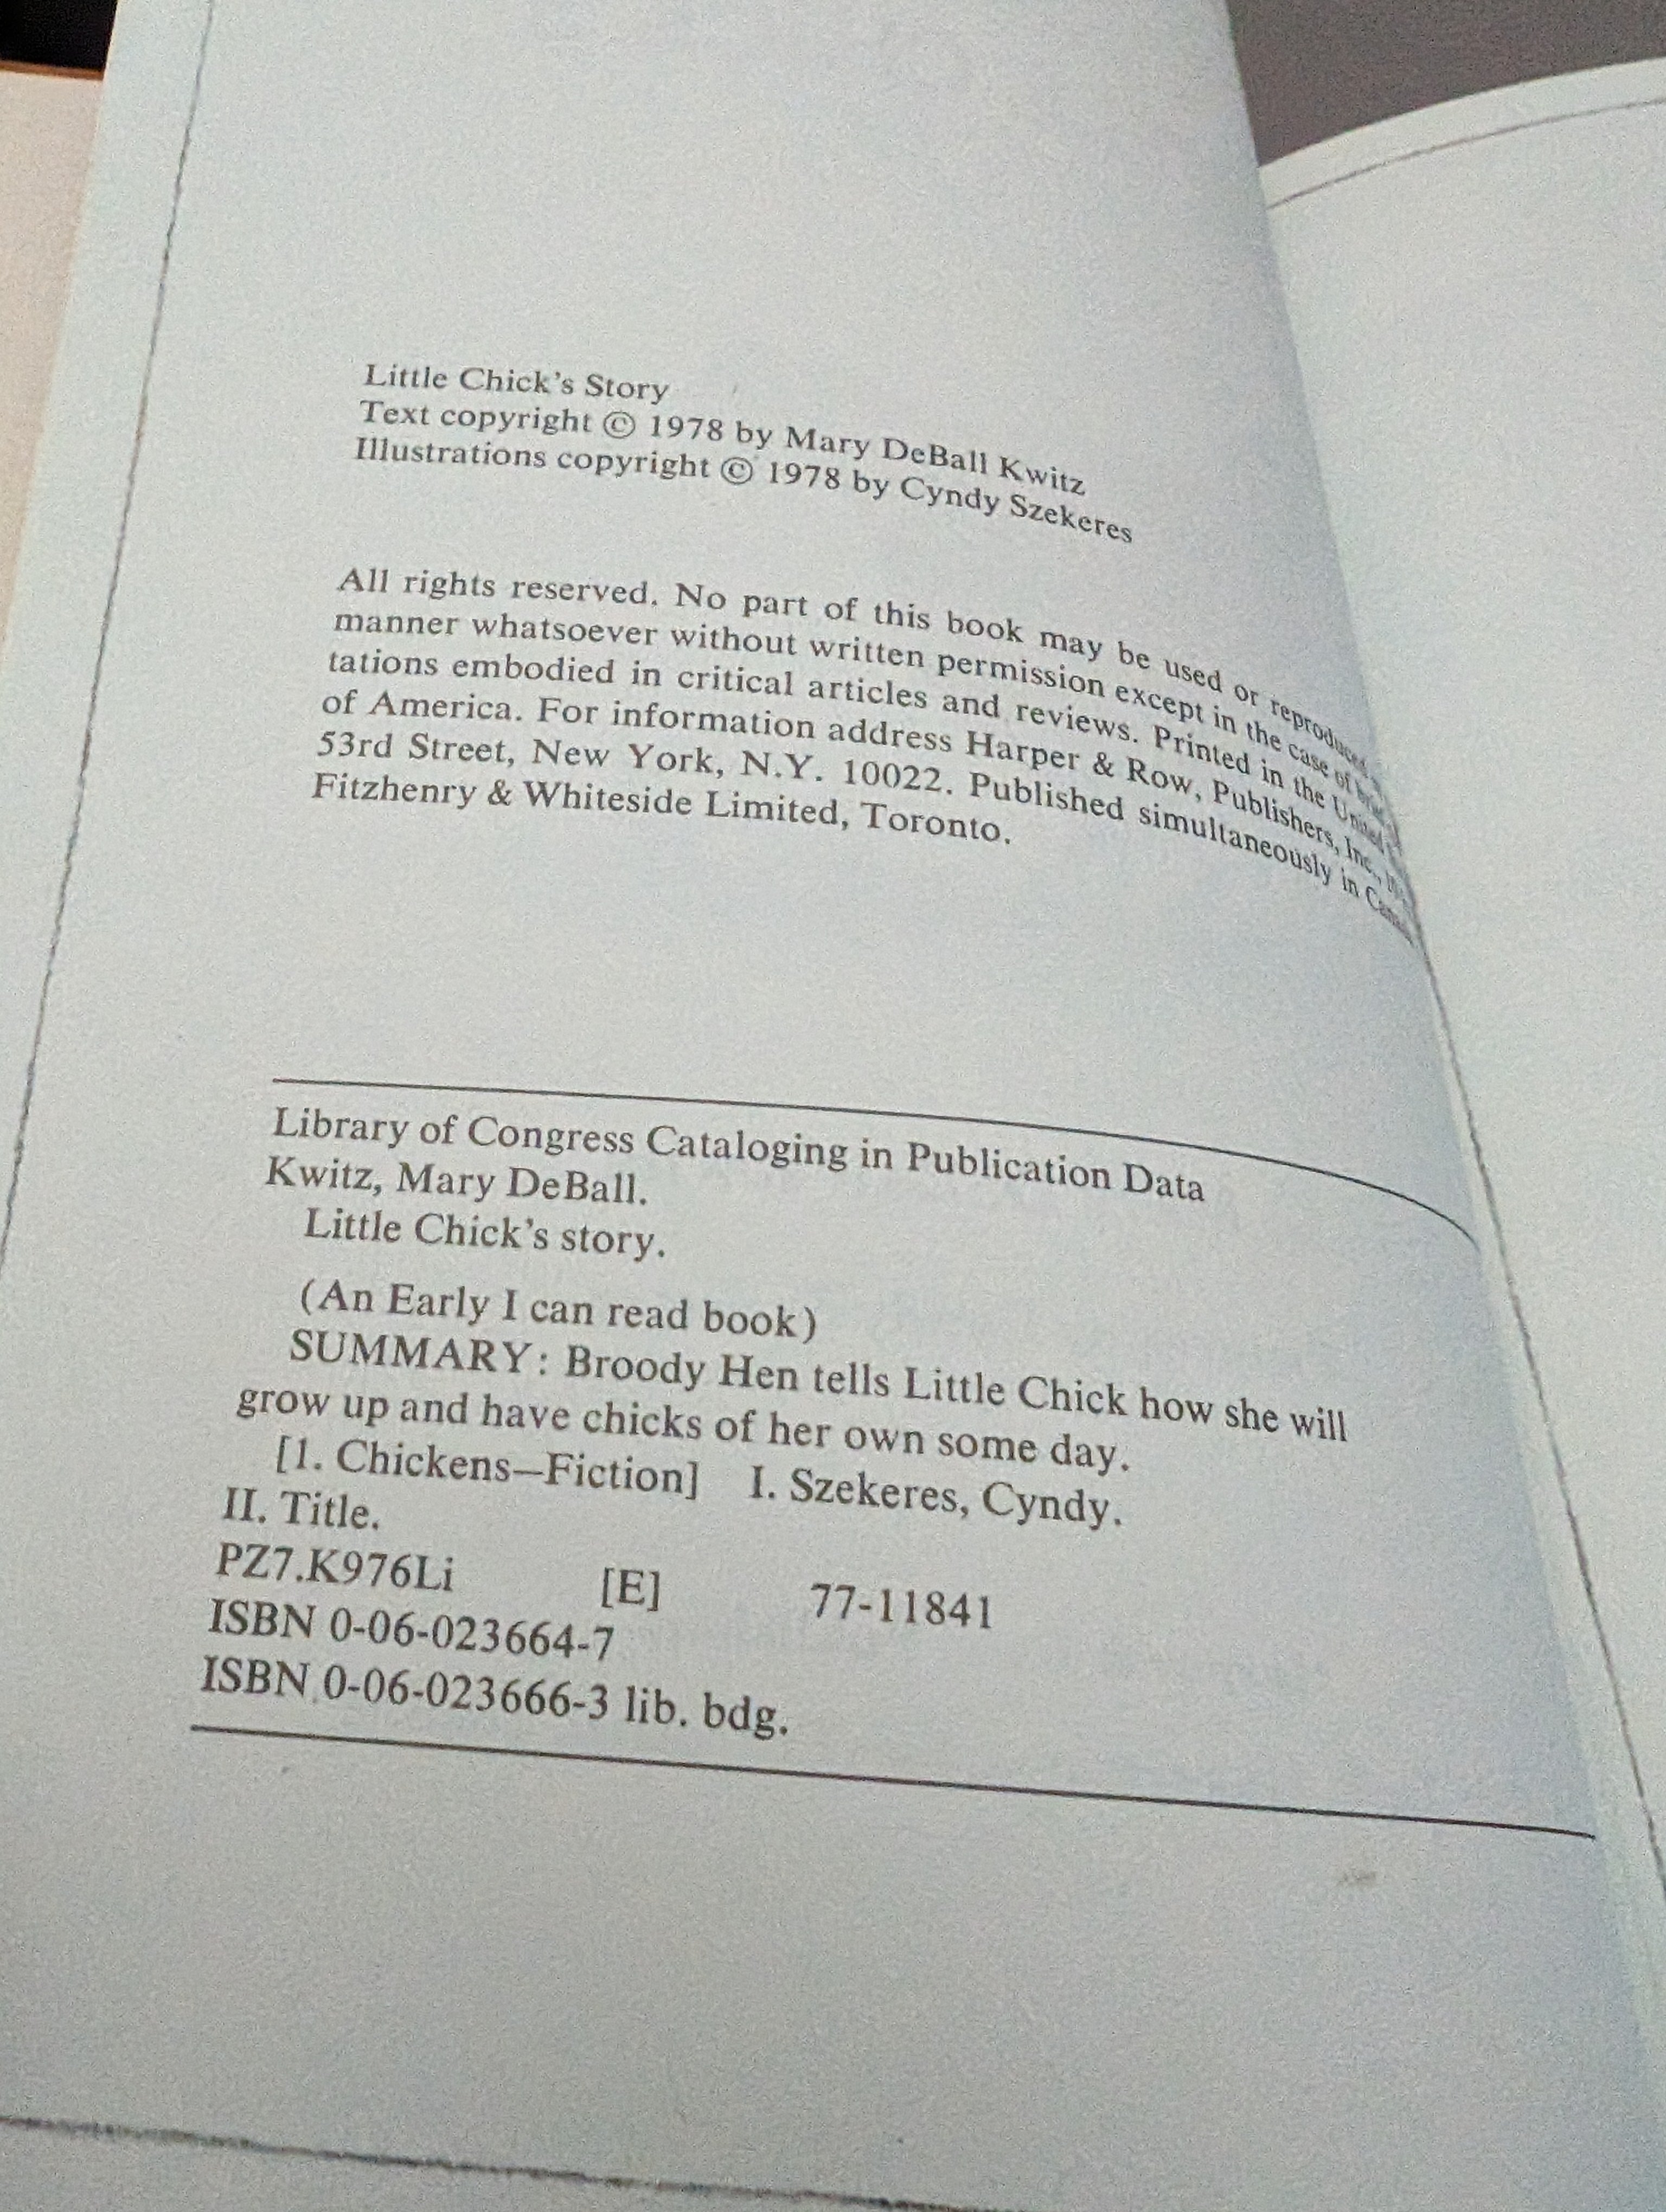 Little Chick's Story
Text copyright © 1978 by Mary DeBall Kwitz
Illustrations copyright © 1978 by Cyndy Szekeres
All rights reserved. No part of this book may be used or reproduced
manner whatsoever without written permission except in the case of
tations embodied in critical articles and reviews. Printed in the United
of America. For information address Harper & Row, Publishers, Inc.,
53rd Street, New York, N.Y. 10022. Published simultaneously in
Fitzhenry & Whiteside Limited, Toronto.
Library of Congress Cataloging in Publication Data
Kwitz, Mary DeBall.
Little Chick's story.
(An Early I can read book)
SUMMARY: Broody Hen tells Little Chick how she will
grow up and have chicks of her own some day.
[1. Chickens—Fiction] I. Szekeres, Cyndy.
II. Title.
PZ7.K976Li [E] 77-11841
ISBN 0-06-023664-7
ISBN 0-06-023666-3 lib. bdg.